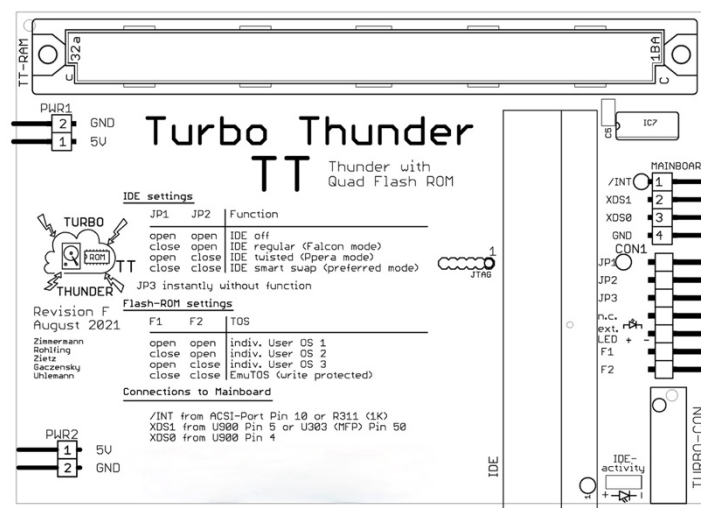 TT-RAM
32a
C
1BA
C
PWR1
2 GND
1 5V
Turbo Thunder
TT
Thunder with
Quad Flash ROM
C6
IC7
MAINBOARD
/INT 1
XDS1 2
XDS0 3
GND 4
CON1
JP1
JP2
JP3
n.c.
ext.
LED + -
F1
F2
IDE settings
JP1 JP2 Function
open open IDE off
close open IDE regular (Falcon mode)
open close IDE twisted (Ppera mode)
close close IDE smart swap (preferred mode)
JP3 instantly without function
TURBO
ROM
TT
THUNDER
1
JTAG
Revision F
August 2021
Zimmermann
Rohlfing
Zietz
Gaczensky
Uhlemann
Flash-ROM settings
F1 F2 TOS
open open indiv. User OS 1
close open indiv. User OS 2
open close indiv. User OS 3
close close EmuTOS (write protected)
Connections to Mainboard
/INT from ACSI-Port Pin 10 or R311 (1K)
XDS1 from U900 Pin 5 or U303 (MFP) Pin 50
XDS0 from U900 Pin 4
PWR2
1 5V
2 GND
IDE
1
IDE-
activity
+ -
TURBO-CON